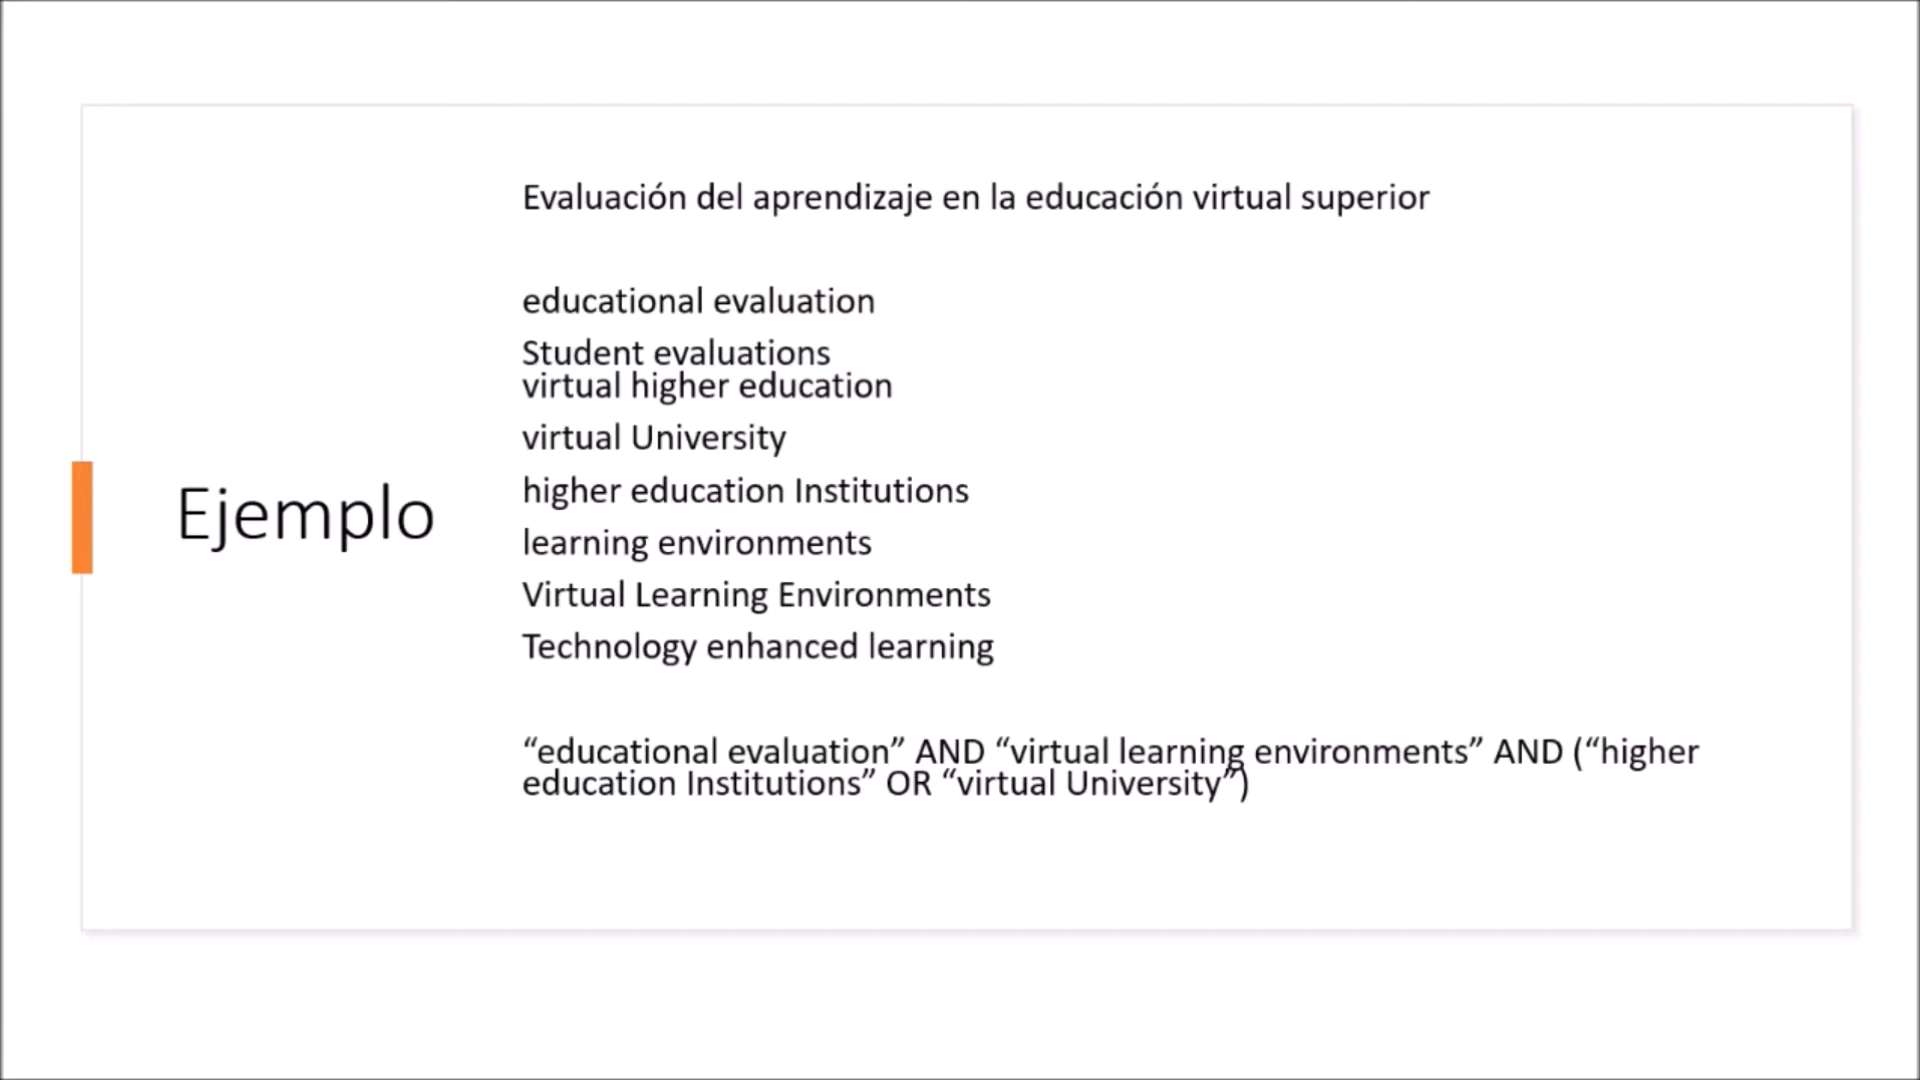 Ejemplo
Evaluación del aprendizaje en la educación virtual superior
educational evaluation
Student evaluations
virtual higher education
virtual University
higher education Institutions
learning environments
Virtual Learning Environments
Technology enhanced learning
“educational evaluation” AND “virtual learning environments” AND (“higher
education Institutions” OR “virtual University”)